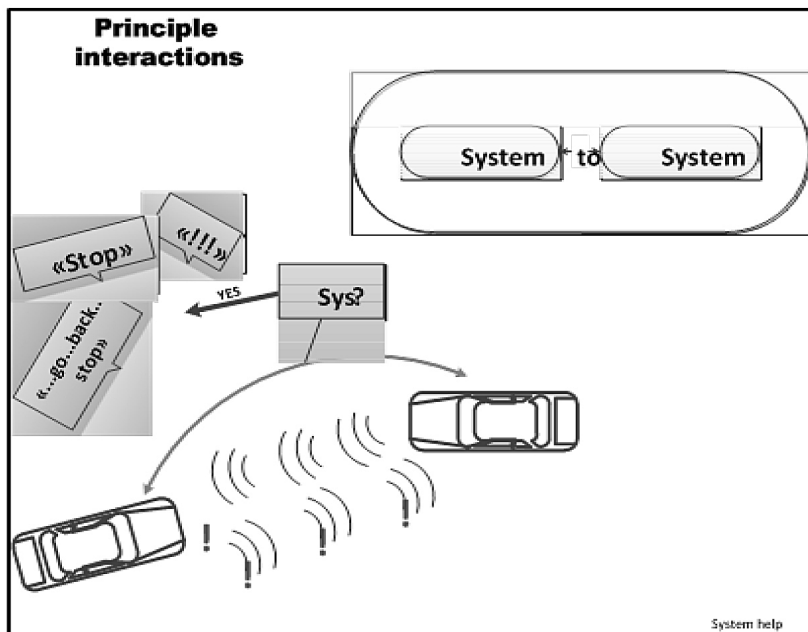 Principle
interactions
System to System
«!!!»
«Stop»
YES
Sys?
«...go...back...
stop»
!
!
!
!
System help